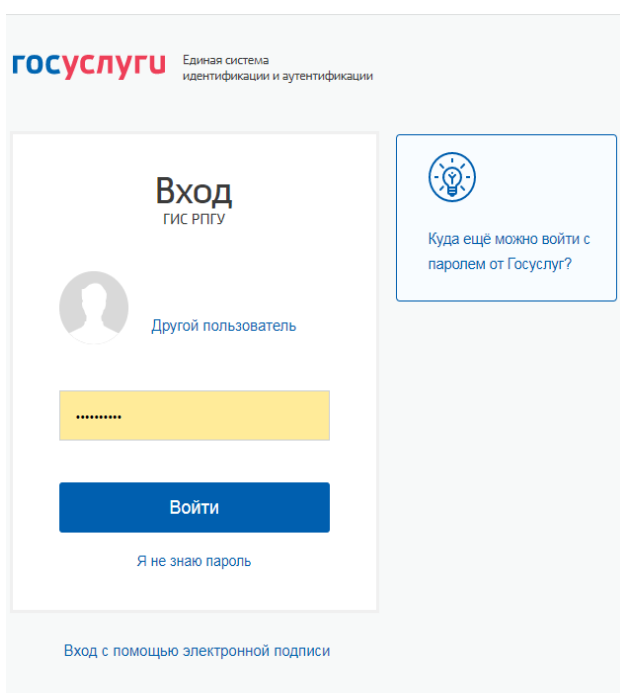 госуслуги
Единая система
идентификации и аутентификации
Вход
ГИС РПГУ
Другой пользователь
••••••••••
Войти
Я не знаю пароль
Вход с помощью электронной подписи
Куда ещё можно войти с
паролем от Госуслуг?